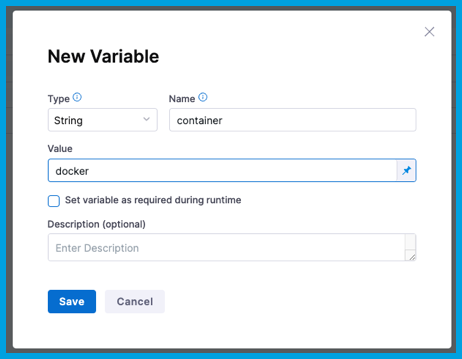 New Variable
Type Name
String container
Value
docker
Set variable as required during runtime
Description (optional)
Enter Description
Save Cancel